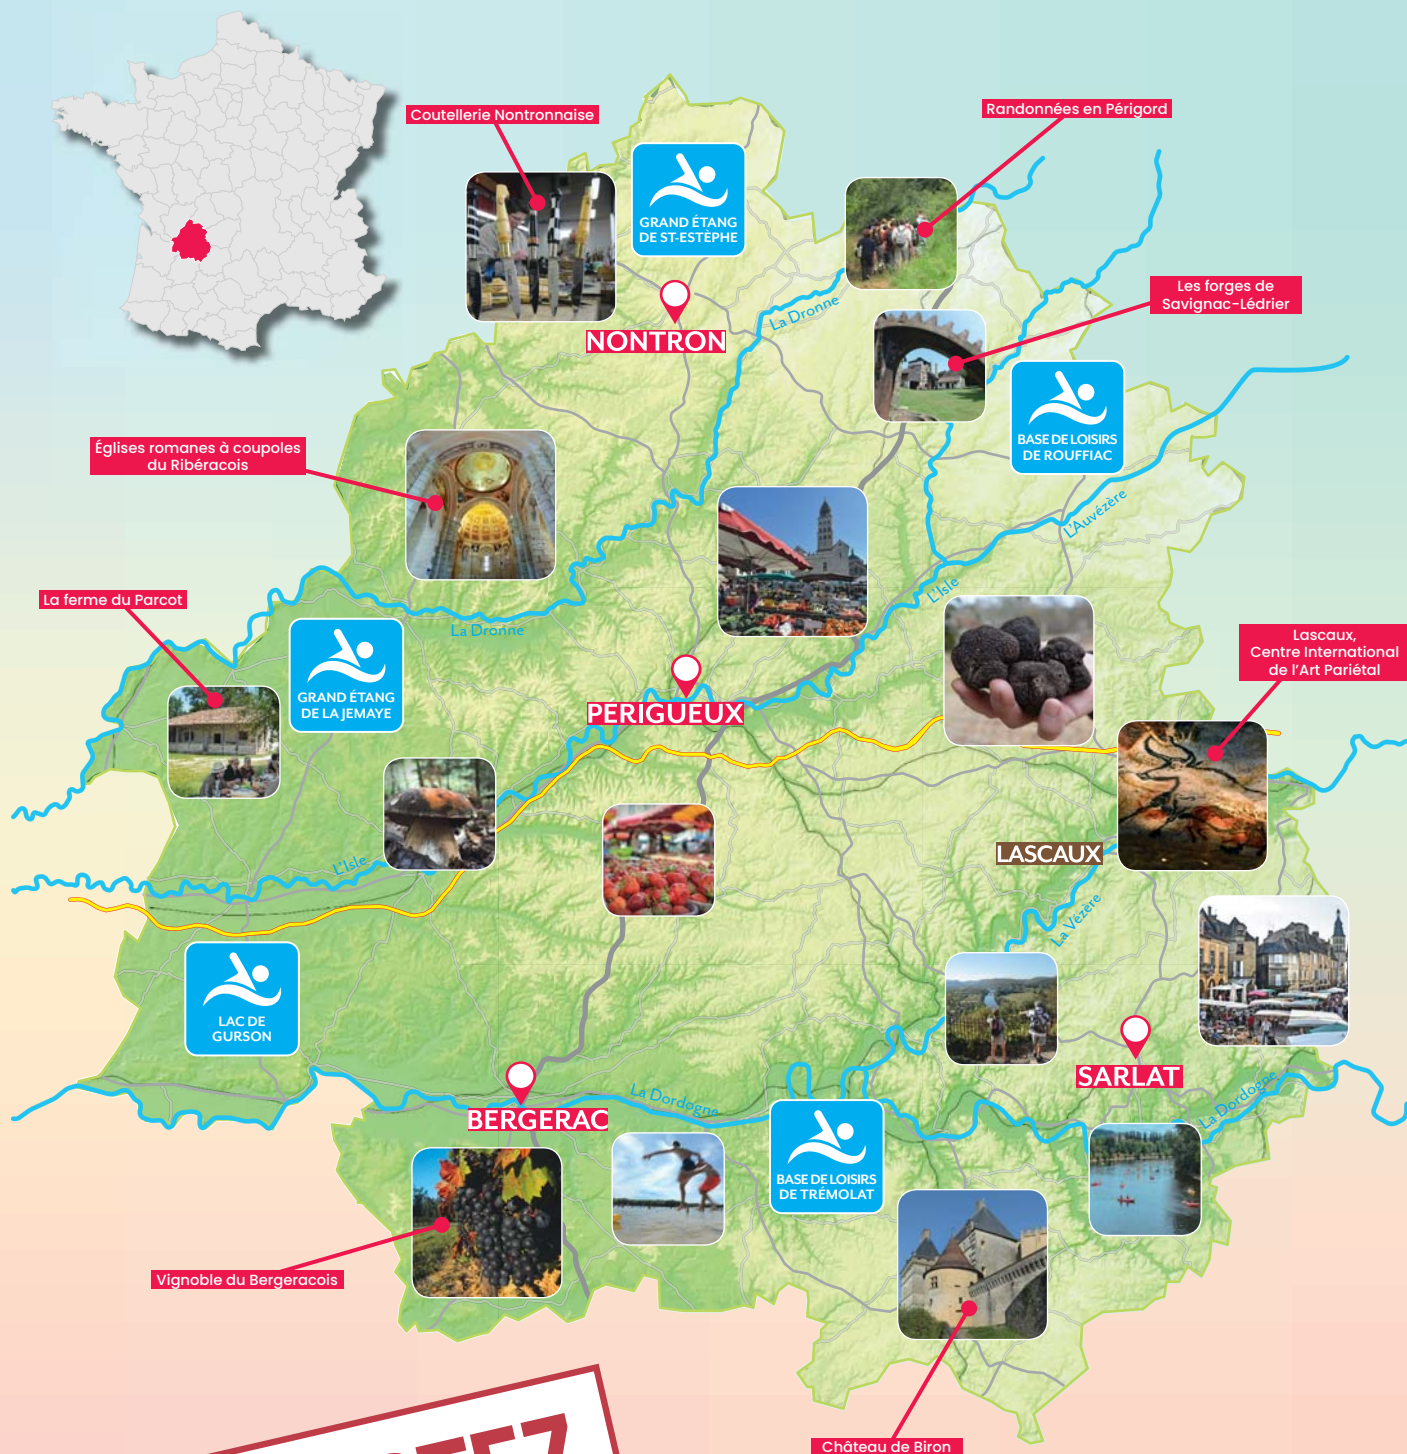 Coutellerie Nontronnaise
Randonnées en Périgord
GRAND ÉTANG
DE ST-ESTÈPHE
Les forges de
Savignac-Lédrier
La Dronne
NONTRON
BASE DE LOISIRS
DE ROUFFIAC
Églises romanes à coupoles
du Ribéracois
L'Auvézère
L'Isle
La ferme du Parcot
La Dronne
Lascaux,
Centre International
de l'Art Pariétal
GRAND ÉTANG
DE LA JEMAYE
PÉRIGUEUX
LASCAUX
L'Isle
La Vézère
LAC DE
GURSON
SARLAT
BERGERAC
La Dordogne
La Dordogne
BASE DE LOISIRS
DE TRÉMOLAT
Vignoble du Bergeracois
Château de Biron